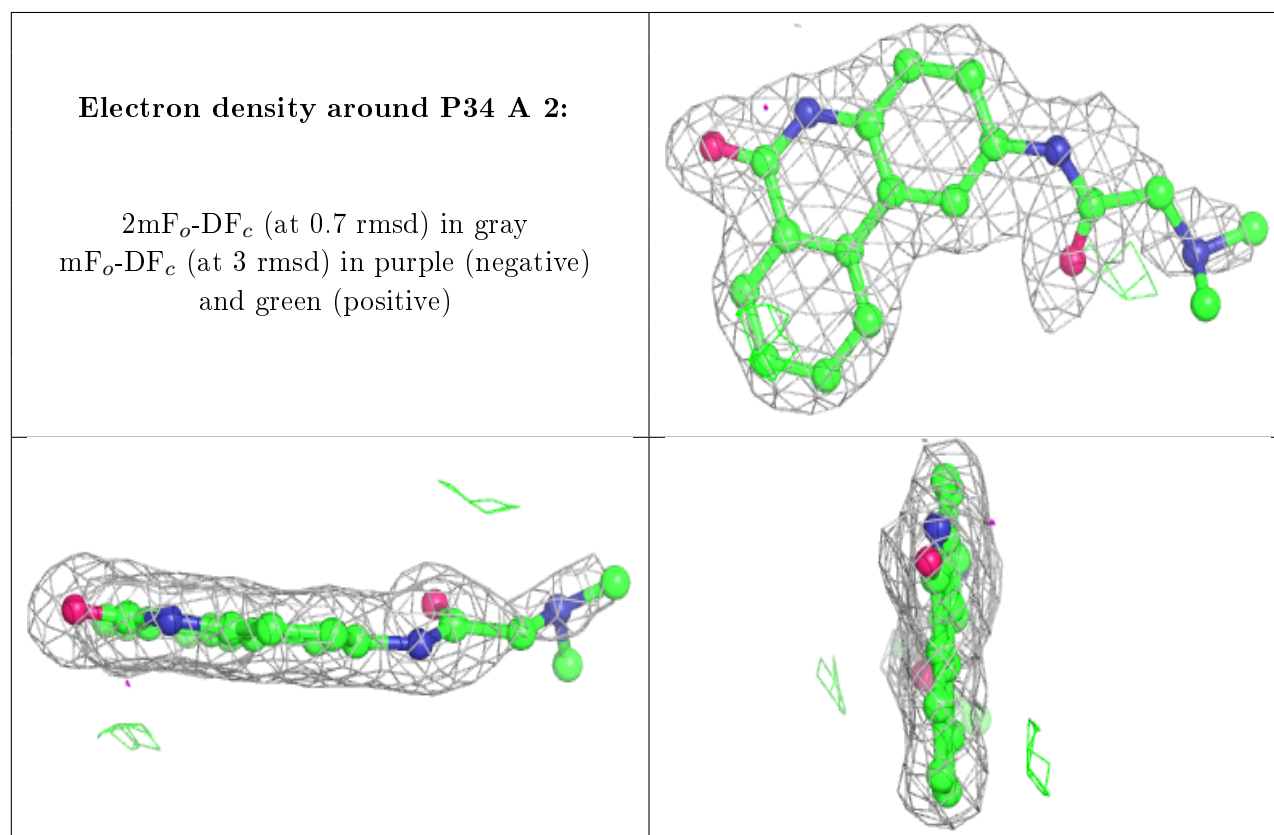 Electron density around P34 A 2:
2mFo-DFc (at 0.7 rmsd) in gray
mFo-DFc (at 3 rmsd) in purple (negative)
and green (positive)